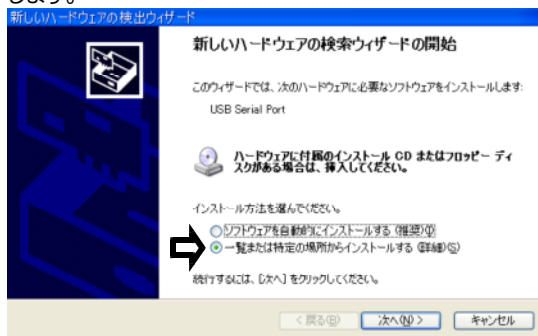 します。
新しいハードウェアの検出ウィザード
新しいハードウェアの検索ウィザードの開始
このウィザードでは、次のハードウェアに必要なソフトウェアをインストールします:
USB Serial Port
ハードウェアに付属のインストール CD またはフロッピー ディ
スクがある場合は、挿入してください。
インストール方法を選んでください。
ソフトウェアを自動的にインストールする (推奨)(I)
一覧または特定の場所からインストールする (詳細)(S)
続行するには、[次へ] をクリックしてください。
< 戻る(B)
次へ(N) >
キャンセル